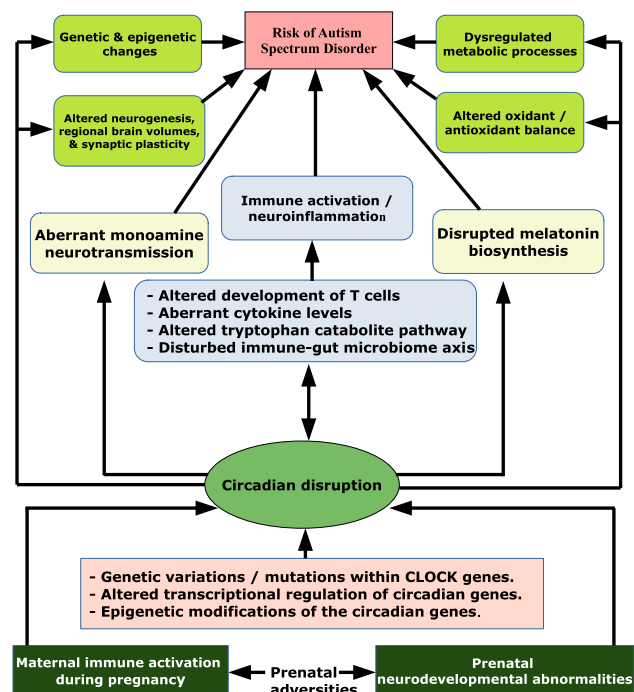 Genetic & epigenetic
changes
Risk of Autism
Spectrum Disorder
Dysregulated
metabolic processes
Altered neurogenesis,
regional brain volumes,
& synaptic plasticity
Altered oxidant /
antioxidant balance
Immune activation /
neuroinflammation
Aberrant monoamine
neurotransmission
Disrupted melatonin
biosynthesis
- Altered development of T cells
- Aberrant cytokine levels
- Altered tryptophan catabolite pathway
- Disturbed immune-gut microbiome axis
Circadian disruption
- Genetic variations / mutations within CLOCK genes.
- Altered transcriptional regulation of circadian genes.
- Epigenetic modifications of the circadian genes.
Maternal immune activation
during pregnancy
Prenatal
adversities
Prenatal
neurodevelopmental abnormalities